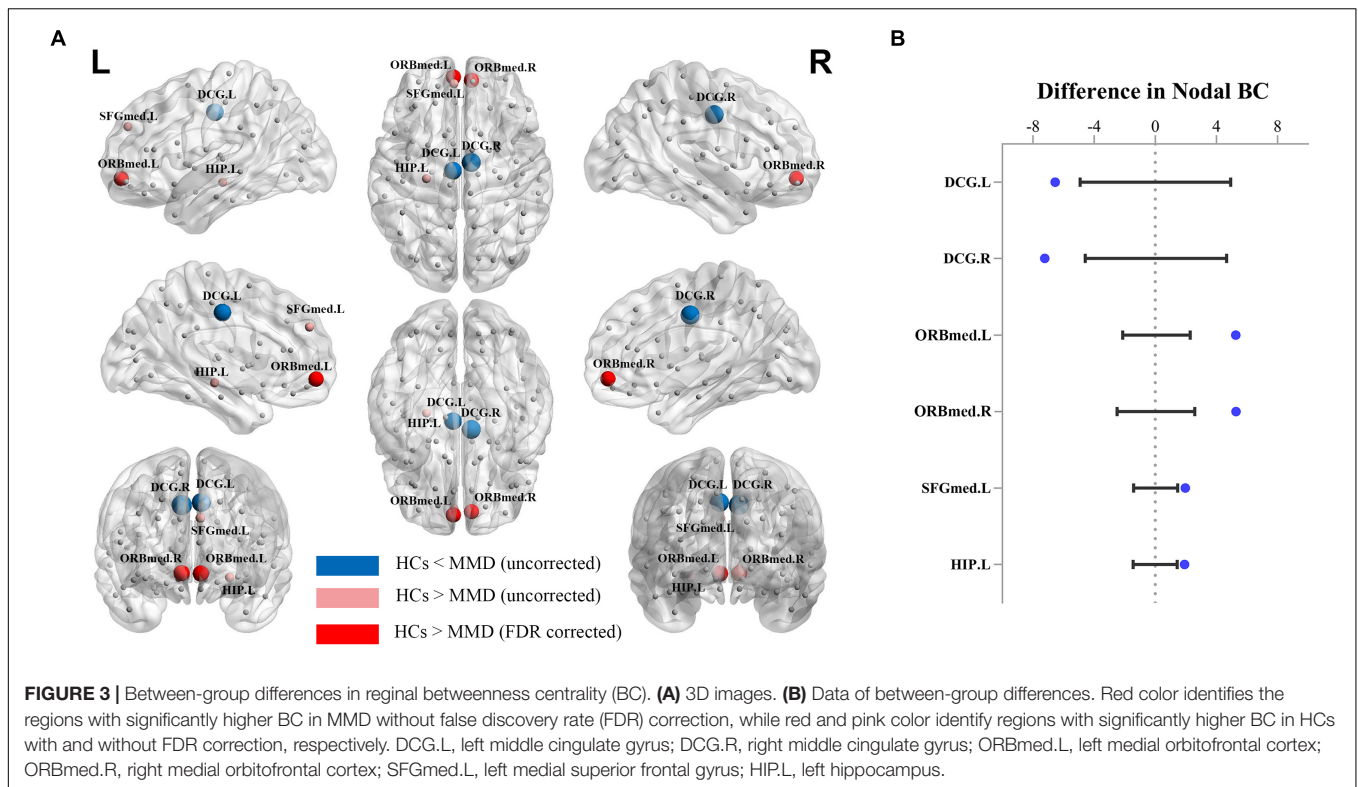 A
B
L
R
DCG.L
SFGmed.L
ORBmed.L
HIP.L
ORBmed.L
ORBmed.R
SFGmed.L
DCG.L
DCG.R
HIP.L
DCG.R
ORBmed.R
DCG.L
SFGmed.L
HIP.L
ORBmed.L
DCG.L
DCG.R
HIP.L
ORBmed.L
ORBmed.R
DCG.R
ORBmed.R
DCG.R
DCG.L
SFGmed.L
ORBmed.R
ORBmed.L
HIP.L
DCG.L
DCG.R
SFGmed.L
ORBmed.L
ORBmed.R
HIP.L
HCs < MMD (uncorrected)
HCs > MMD (uncorrected)
HCs > MMD (FDR corrected)
Difference in Nodal BC
-8 -4 0 4 8
DCG.L
DCG.R
ORBmed.L
ORBmed.R
SFGmed.L
HIP.L
FIGURE 3 | Between-group differences in reginal betweenness centrality (BC). (A) 3D images. (B) Data of between-group differences. Red color identifies the
regions with significantly higher BC in MMD without false discovery rate (FDR) correction, while red and pink color identify regions with significantly higher BC in HCs
with and without FDR correction, respectively. DCG.L, left middle cingulate gyrus; DCG.R, right middle cingulate gyrus; ORBmed.L, left medial orbitofrontal cortex;
ORBmed.R, right medial orbitofrontal cortex; SFGmed.L, left medial superior frontal gyrus; HIP.L, left hippocampus.